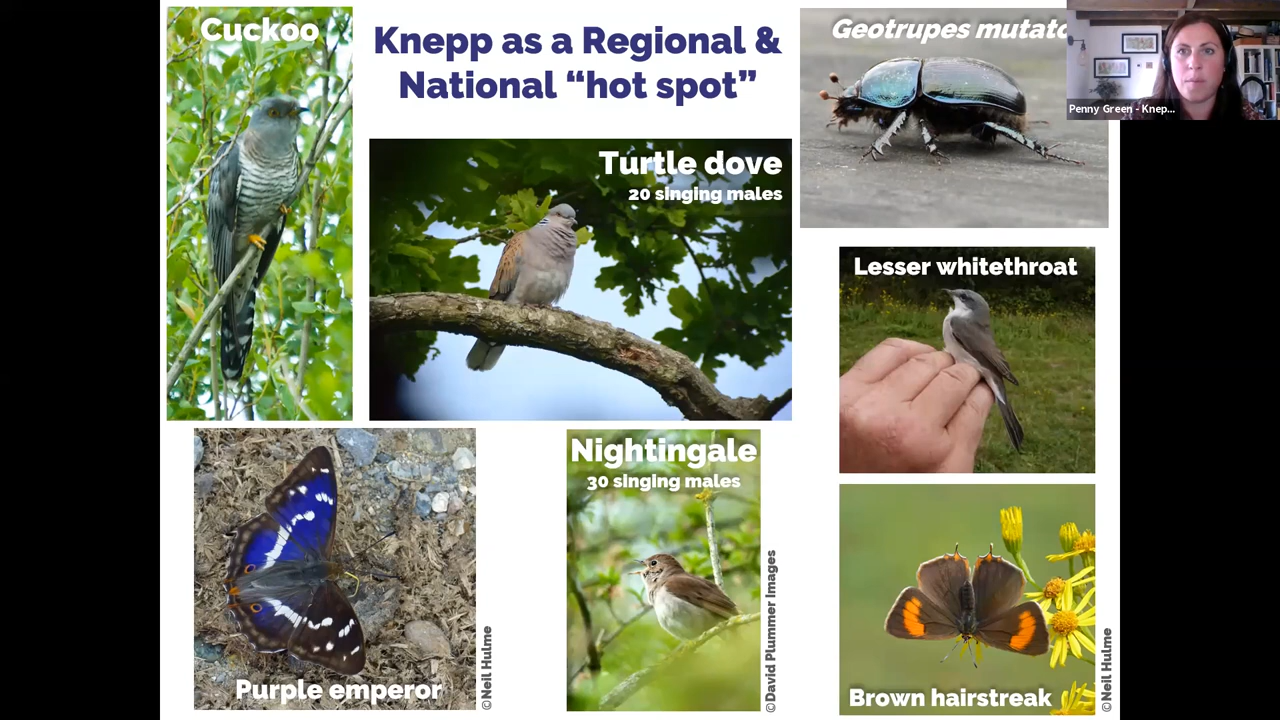 Cuckoo
Knepp as a Regional &
National “hot spot”
Geotrupes mutato
Penny Green - Knep...
Turtle dove
20 singing males
Lesser whitethroat
Purple emperor
©Neil Hulme
Nightingale
30 singing males
©David Plummer Images
Brown hairstreak
©Neil Hulme